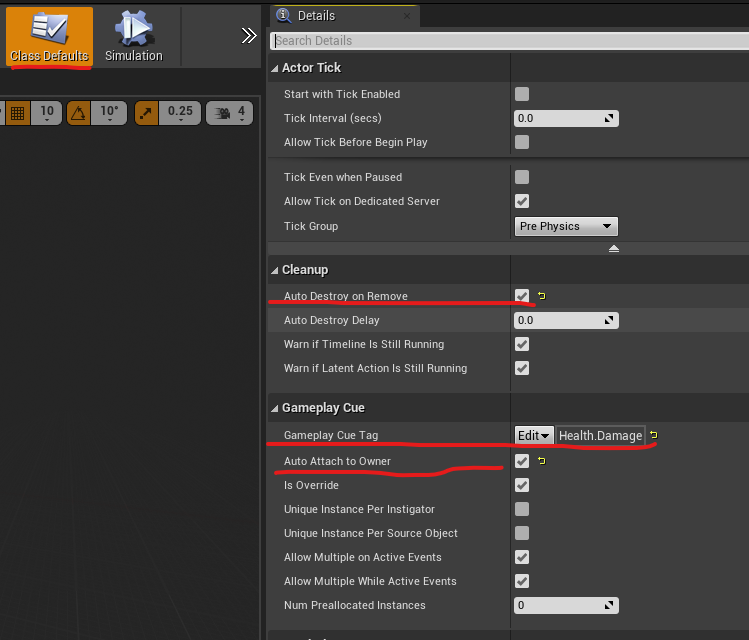 Details
Class Defaults
Simulation
Search Details
10
10°
0.25
4
Actor Tick
Start with Tick Enabled
Tick Interval (secs) 0.0
Allow Tick Before Begin Play
Tick Even when Paused
Allow Tick on Dedicated Server
Tick Group Pre Physics
Cleanup
Auto Destroy on Remove
Auto Destroy Delay 0.0
Warn if Timeline Is Still Running
Warn if Latent Action Is Still Running
Gameplay Cue
Gameplay Cue Tag Edit Health.Damage
Auto Attach to Owner
Is Override
Unique Instance Per Instigator
Unique Instance Per Source Object
Allow Multiple on Active Events
Allow Multiple While Active Events
Num Preallocated Instances 0